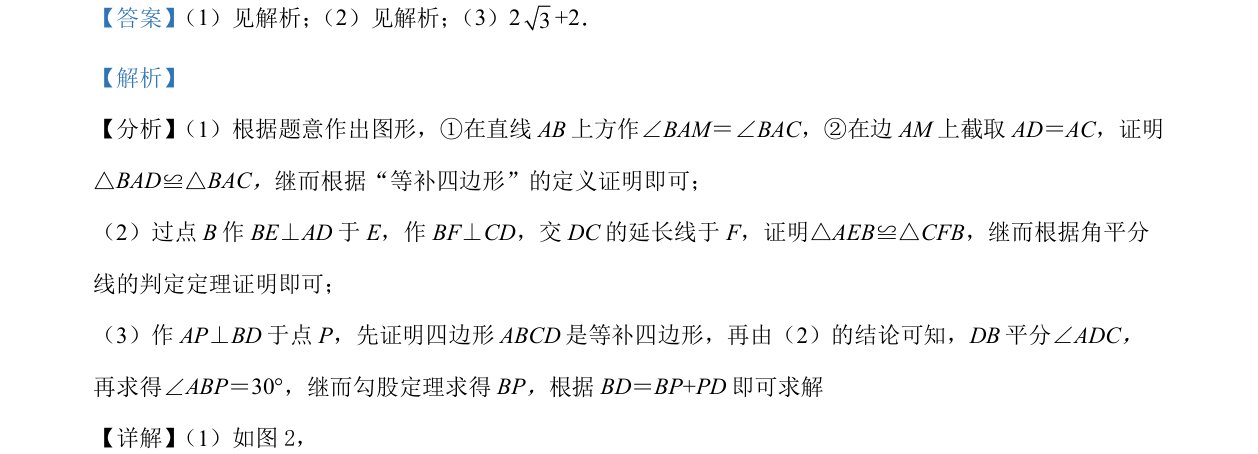 【答案】（1）见解析；（2）见解析；（3）2√3+2．
【解析】
【分析】（1）根据题意作出图形，①在直线 AB 上方作∠BAM＝∠BAC，②在边 AM 上截取 AD＝AC，证明
△BAD≌△BAC，继而根据“等补四边形”的定义证明即可；
（2）过点 B 作 BE⊥AD 于 E，作 BF⊥CD，交 DC 的延长线于 F，证明△AEB≌△CFB，继而根据角平分
线的判定定理证明即可；
（3）作 AP⊥BD 于点 P，先证明四边形 ABCD 是等补四边形，再由（2）的结论可知，DB 平分∠ADC，
再求得∠ABP＝30°，继而勾股定理求得 BP，根据 BD＝BP+PD 即可求解
【详解】（1）如图 2，